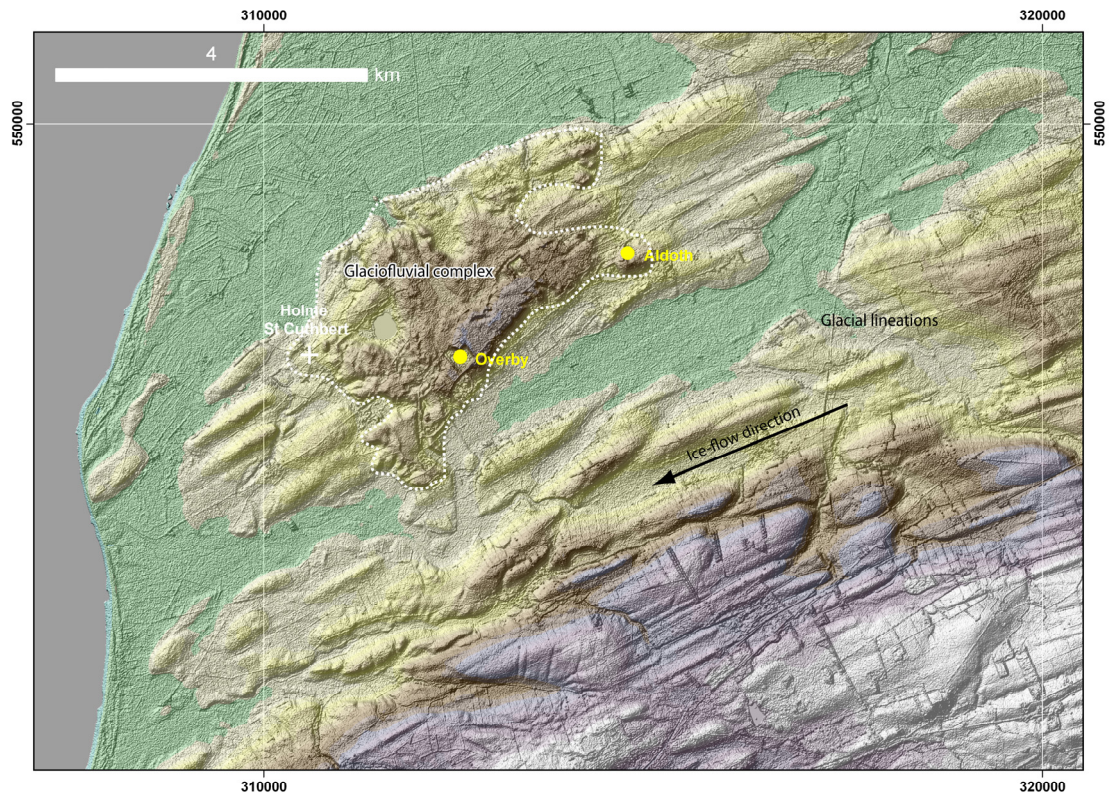 310000
320000
4
km
550000
550000
Aldoth
Glaciofluvial complex
Holme
St Cuthbert
Glacial lineations
Overby
Ice-flow direction
310000
320000